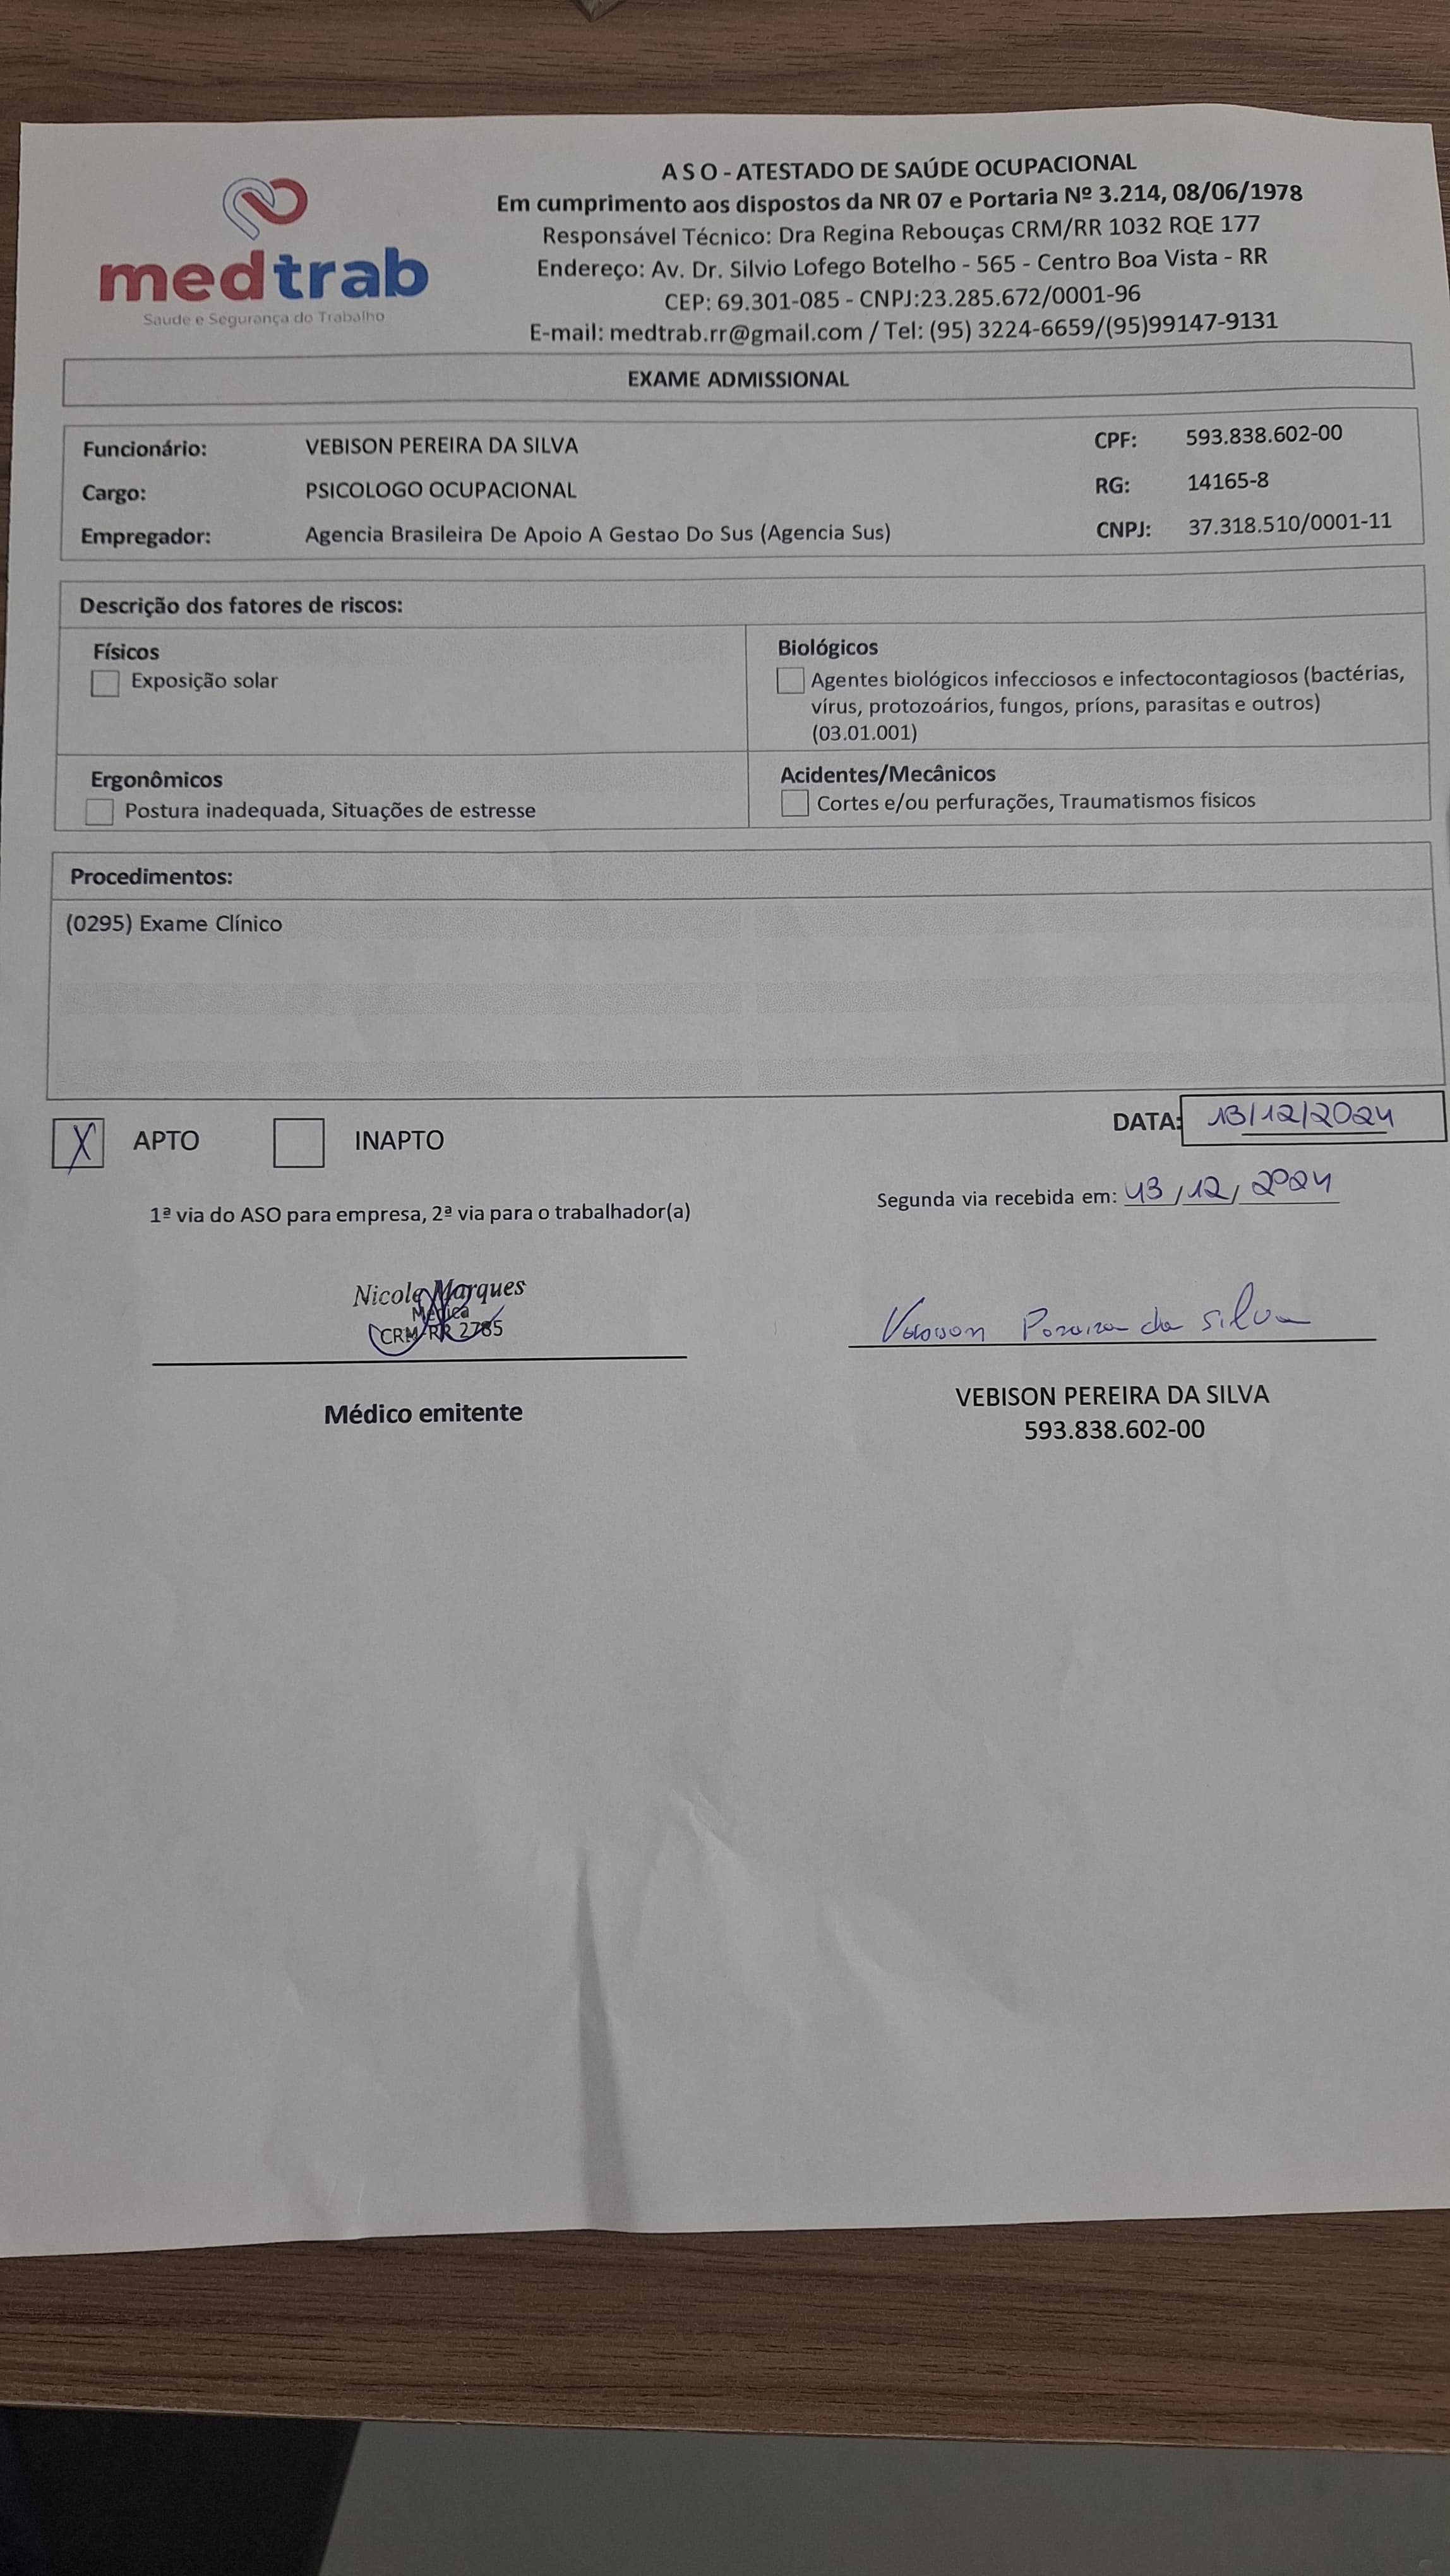 medtrab
Saude e Segurança do Trabalho
A S O - ATESTADO DE SAÚDE OCUPACIONAL
Em cumprimento aos dispostos da NR 07 e Portaria Nº 3.214, 08/06/1978
Responsável Técnico: Dra Regina Rebouças CRM/RR 1032 RQE 177
Endereço: Av. Dr. Silvio Lofego Botelho - 565 - Centro Boa Vista - RR
CEP: 69.301-085 - CNPJ:23.285.672/0001-96
E-mail: medtrab.rr@gmail.com / Tel: (95) 3224-6659/(95)99147-9131
EXAME ADMISSIONAL
Funcionário: VEBISON PEREIRA DA SILVA CPF: 593.838.602-00
Cargo: PSICOLOGO OCUPACIONAL RG: 14165-8
Empregador: Agencia Brasileira De Apoio A Gestao Do Sus (Agencia Sus) CNPJ: 37.318.510/0001-11
Descrição dos fatores de riscos:
Físicos
Exposição solar
Biológicos
Agentes biológicos infecciosos e infectocontagiosos (bactérias,
vírus, protozoários, fungos, príons, parasitas e outros)
(03.01.001)
Ergonômicos
Postura inadequada, Situações de estresse
Acidentes/Mecânicos
Cortes e/ou perfurações, Traumatismos fisicos
Procedimentos:
(0295) Exame Clínico
X APTO INAPTO
DATA: 13/12/2024
1ª via do ASO para empresa, 2ª via para o trabalhador(a)
Segunda via recebida em: 13/12/2024
Nicole Marques
Médica
CRM/RR 2785
Médico emitente
Vebison Pereira da Silva
VEBISON PEREIRA DA SILVA
593.838.602-00